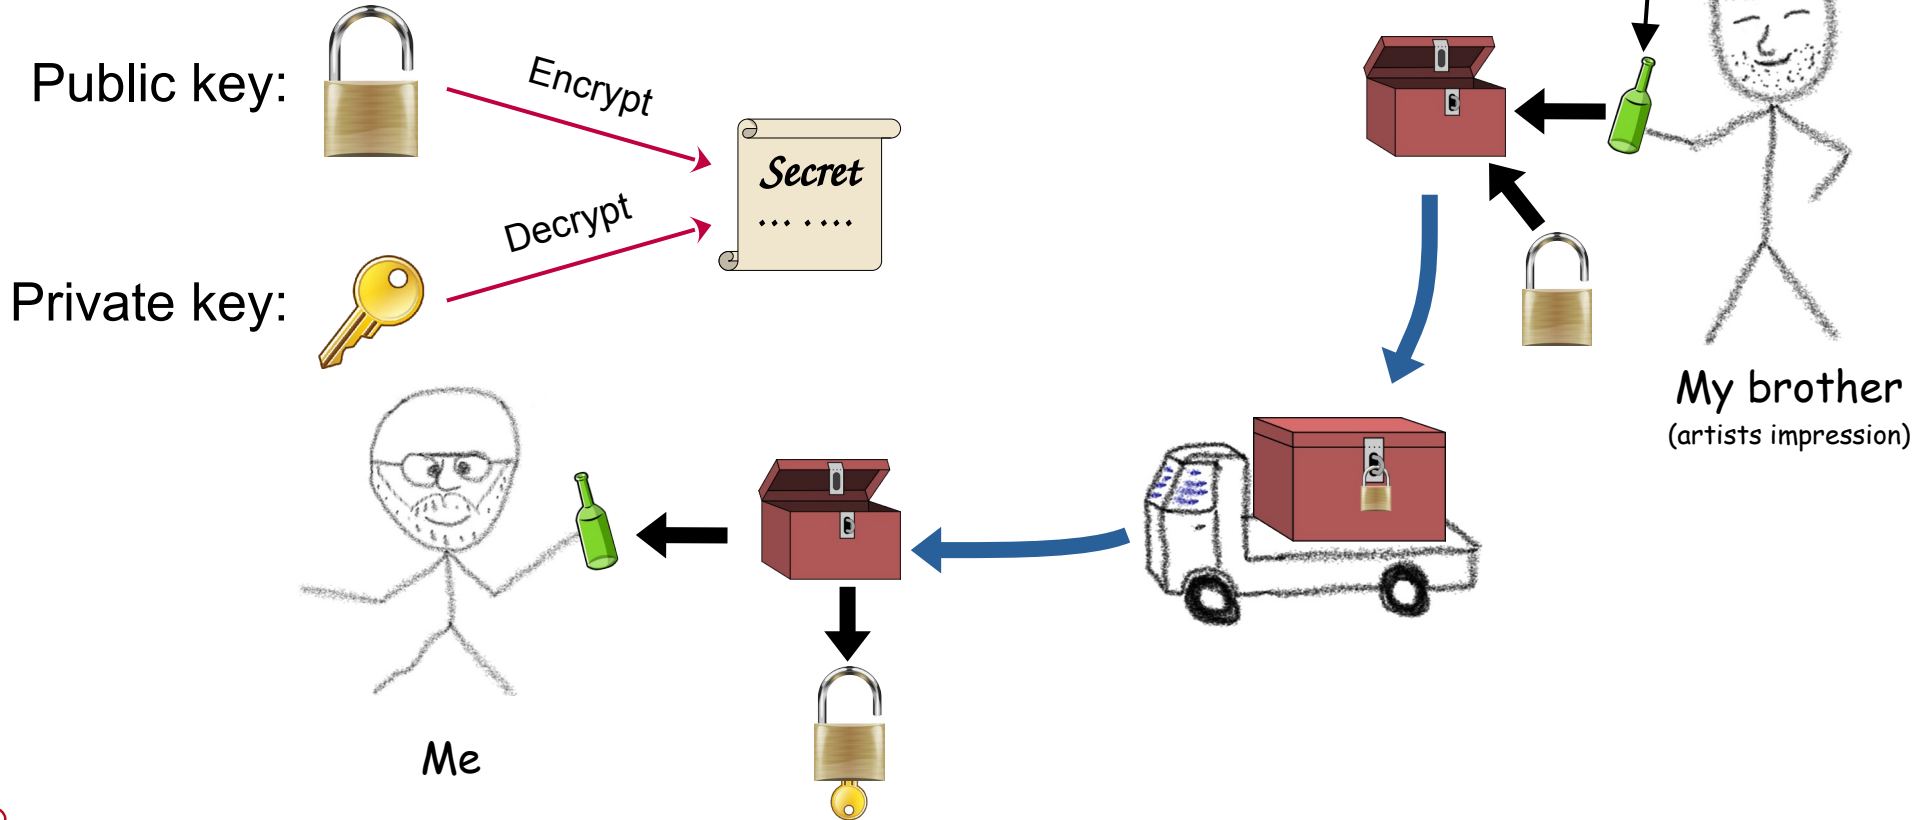 Public key:
Encrypt
Secret
... ....
Decrypt
Private key:
My brother
(artists impression)
Me